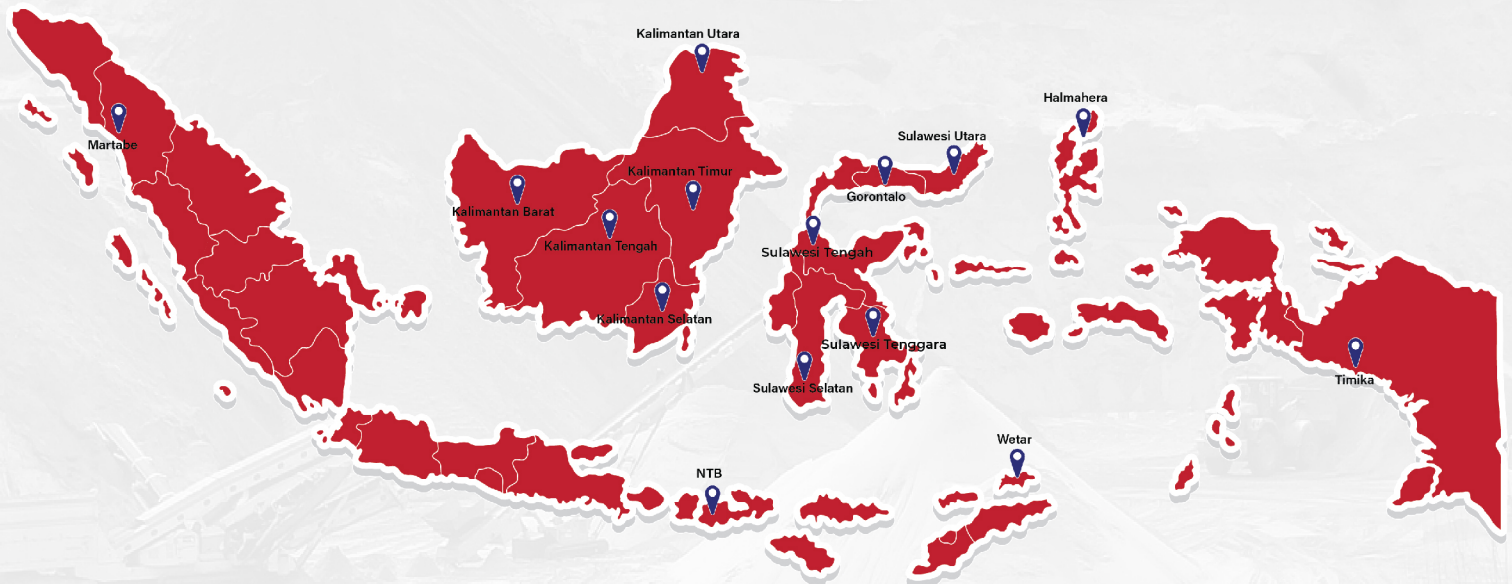 Kalimantan Utara
Halmahera
Sulawesi Utara
Martabe
Kalimantan Timur
Gorontalo
Kalimantan Barat
Kalimantan Tengah
Sulawesi Tengah
Kalimantan Selatan
Sulawesi Tenggara
Timika
Sulawesi Selatan
Wetar
NTB